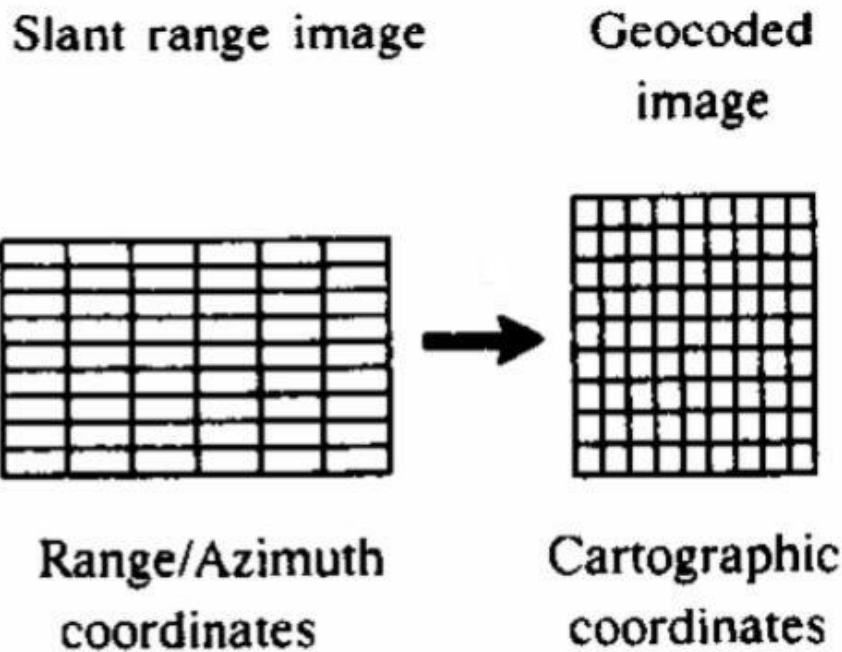 Slant range image
Geocoded
image
Range/Azimuth
coordinates
Cartographic
coordinates